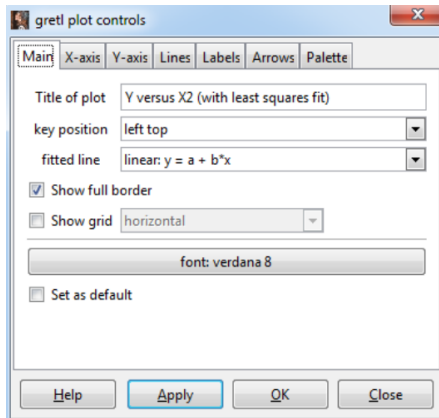 gretl plot controls
Main X-axis Y-axis Lines Labels Arrows Palette
Title of plot Y versus X2 (with least squares fit)
key position left top
fitted line linear: y = a + b*x
Show full border
Show grid horizontal
font: verdana 8
Set as default
Help Apply OK Close